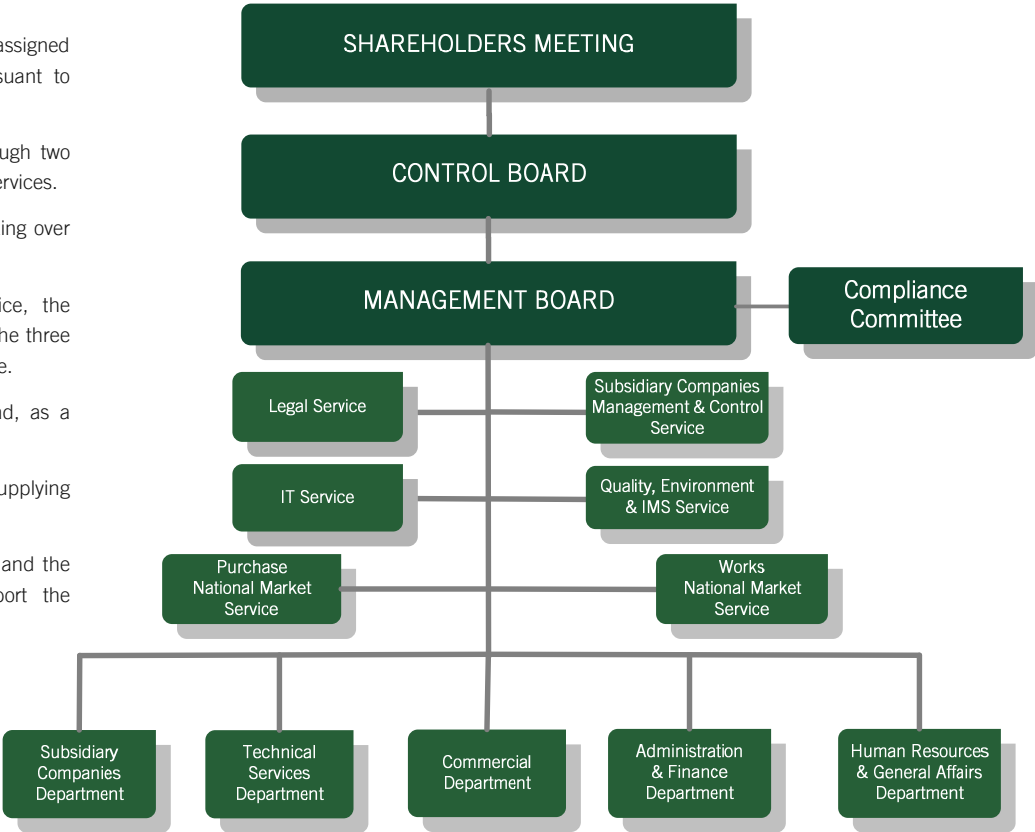 assigned
suant to
ugh two
ervices.
ing over
ice, the
he three
e.
nd, as a
upplying
and the
port the
SHAREHOLDERS MEETING
CONTROL BOARD
MANAGEMENT BOARD
Compliance
Committee
Legal Service
Subsidiary Companies
Management & Control
Service
IT Service
Quality, Environment
& IMS Service
Purchase
National Market
Service
Works
National Market
Service
Subsidiary
Companies
Department
Technical
Services
Department
Commercial
Department
Administration
& Finance
Department
Human Resources
& General Affairs
Department